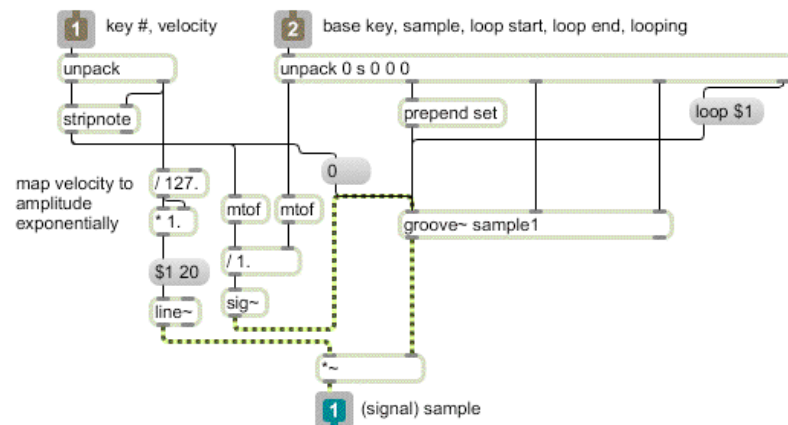 1 key #, velocity
2 base key, sample, loop start, loop end, looping
unpack
unpack 0 s 0 0 0
stripnote
prepend set
loop $1
0
map velocity to
amplitude
exponentially
/ 127.
* 1.
mtof
mtof
groove~ sample1
/ 1.
$1 20
sig~
line~
*~
1 (signal) sample